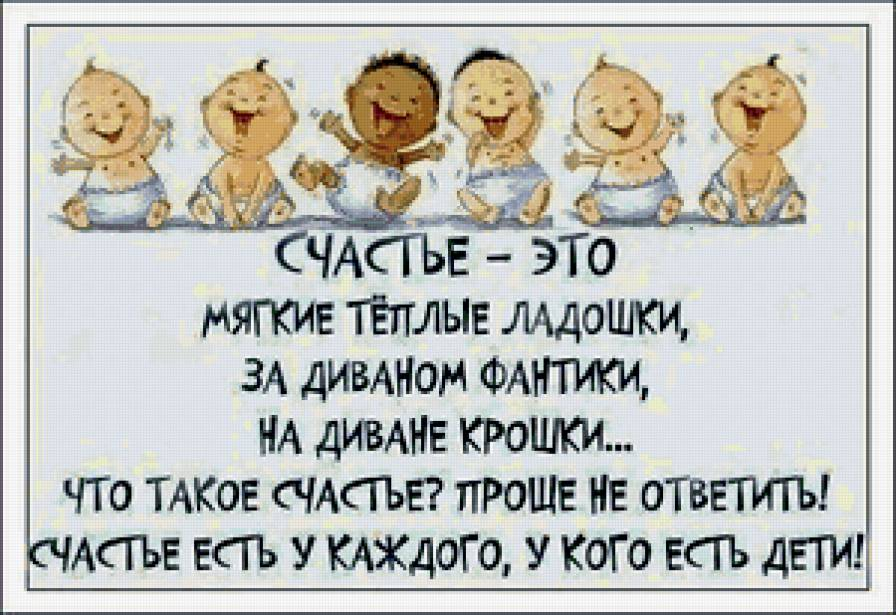 СЧАСТЬЕ – ЭТО
МЯГКИЕ ТЁПЛЫЕ ЛАДОШКИ,
ЗА ДИВАНОМ ФАНТИКИ,
НА ДИВАНЕ КРОШКИ...
ЧТО ТАКОЕ СЧАСТЬЕ? ПРОЩЕ НЕ ОТВЕТИТЬ!
СЧАСТЬЕ ЕСТЬ У КАЖДОГО, У КОГО ЕСТЬ ДЕТИ!